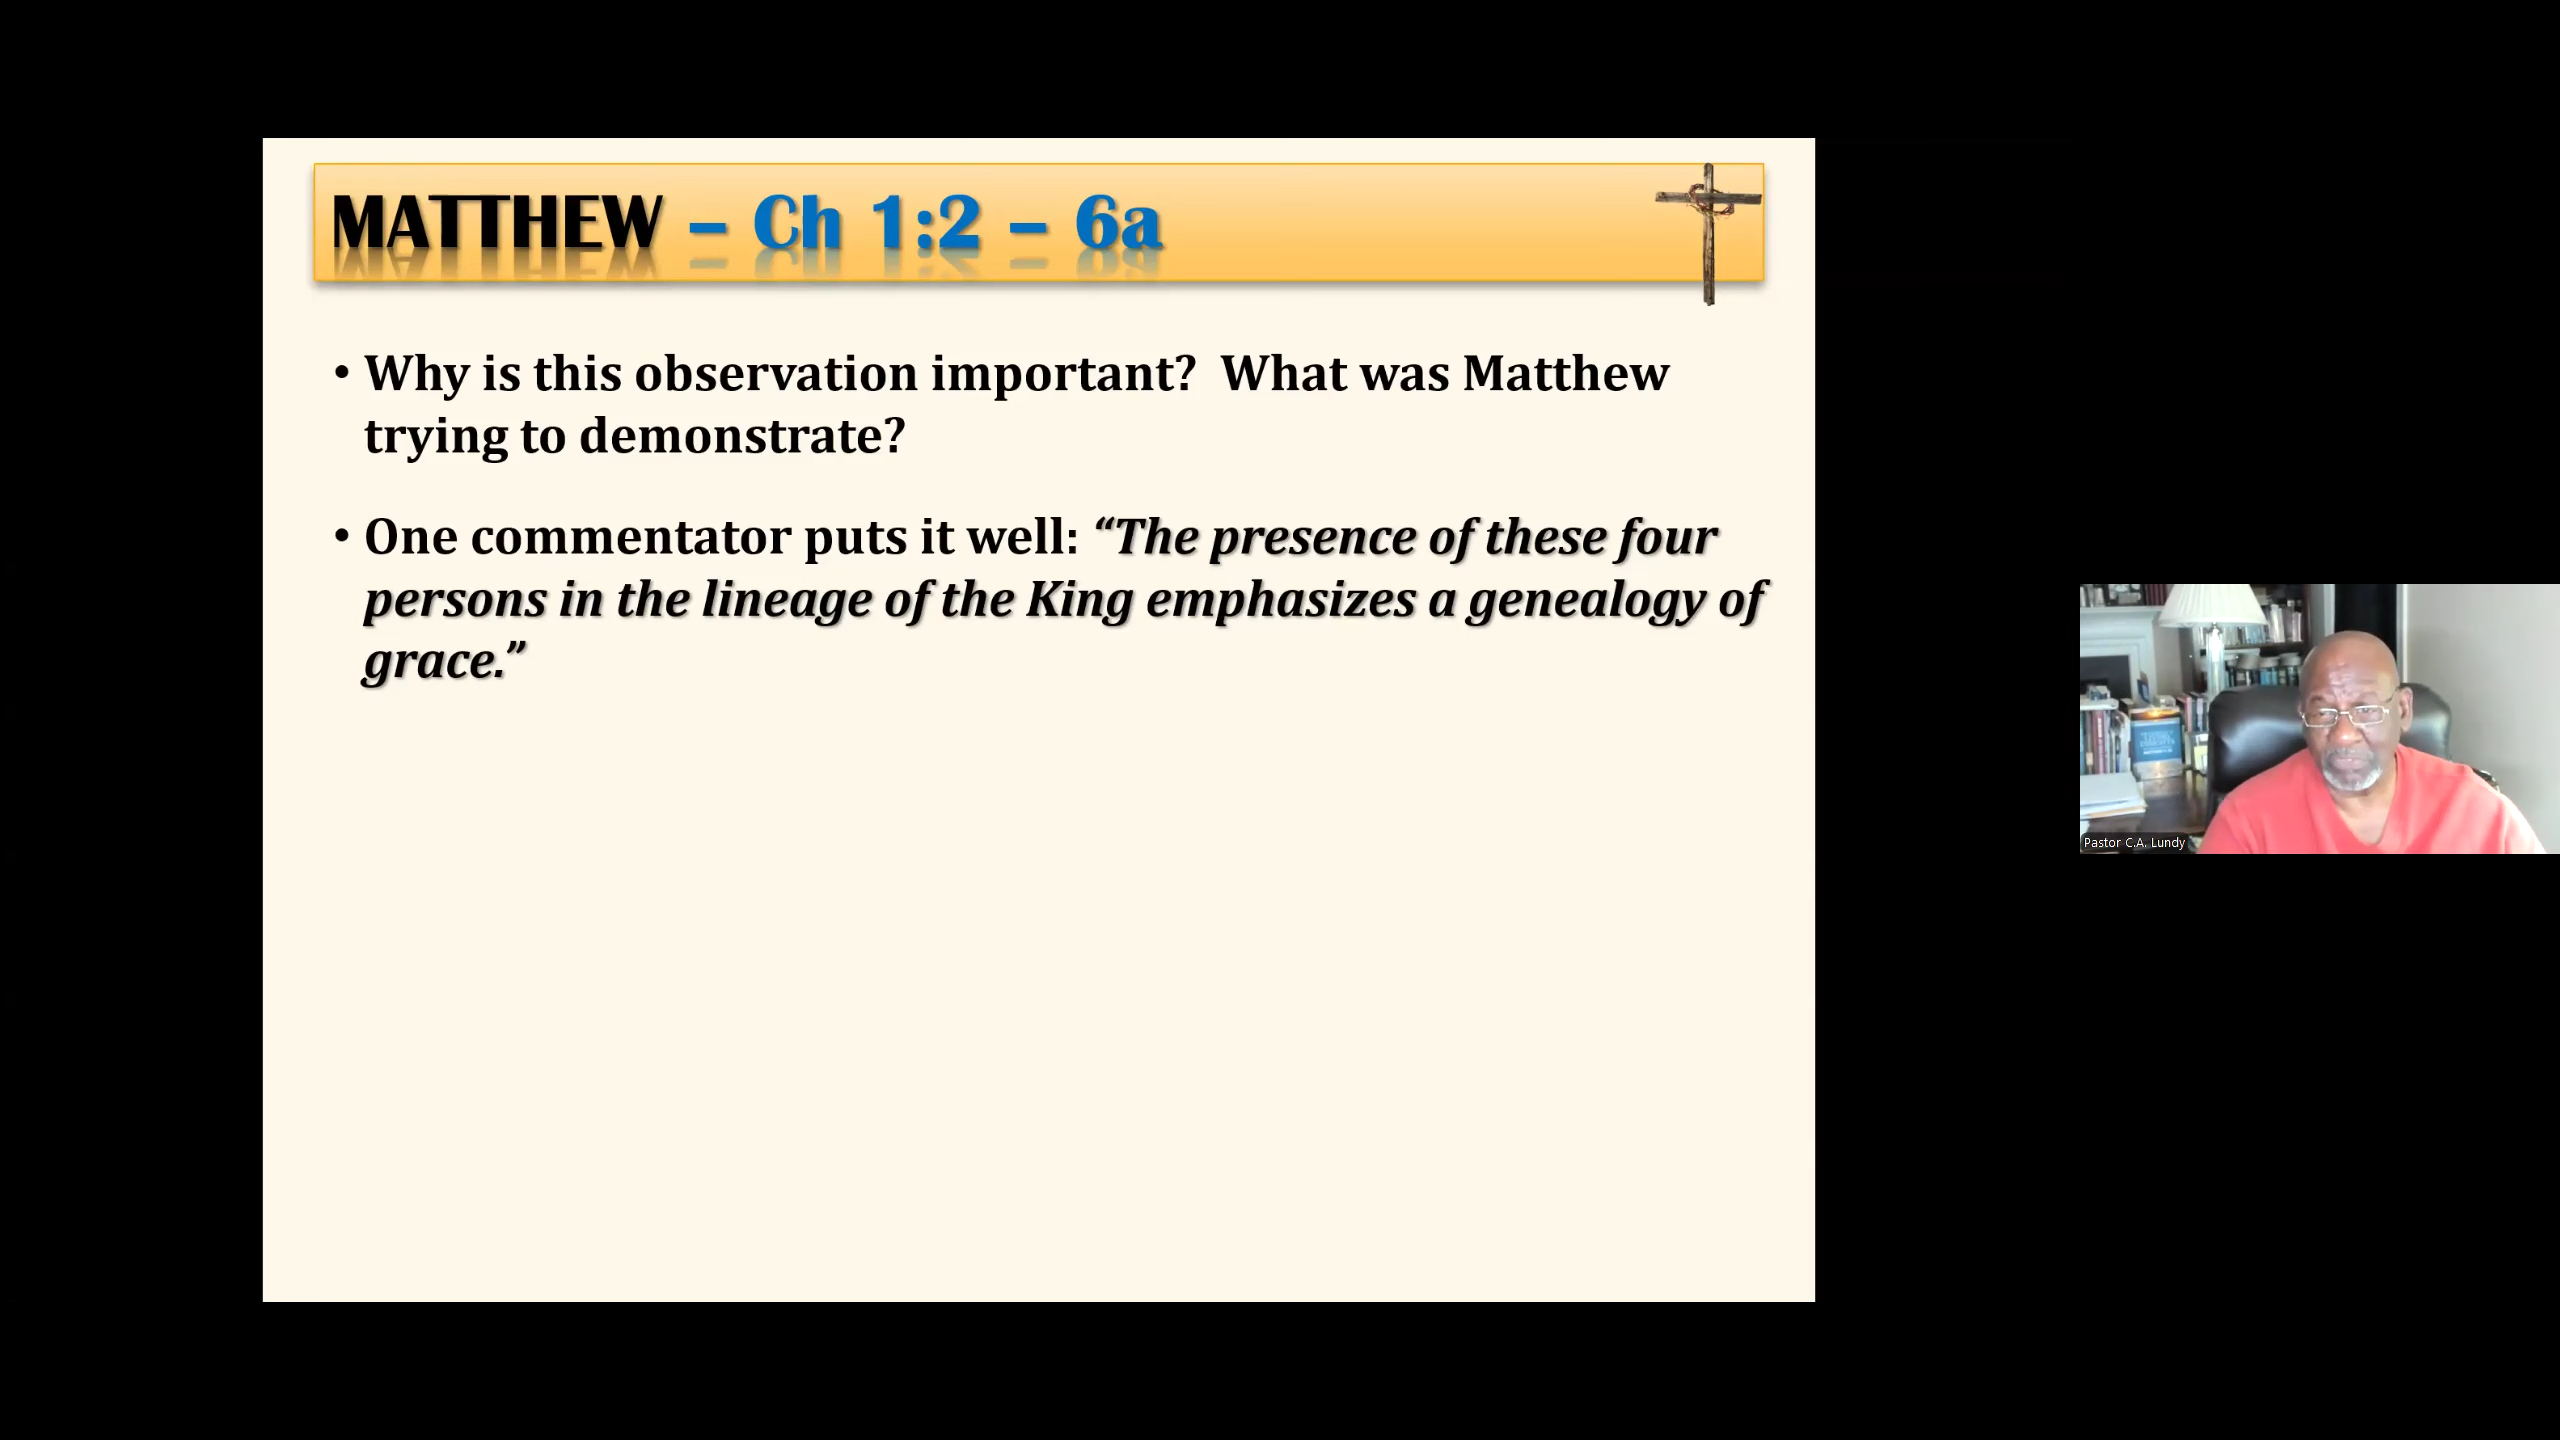 MATTHEW – Ch 1:2 – 6a
• Why is this observation important?  What was Matthew
trying to demonstrate?
• One commentator puts it well: “The presence of these four
persons in the lineage of the King emphasizes a genealogy of
grace.”
Pastor C.A. Lundy